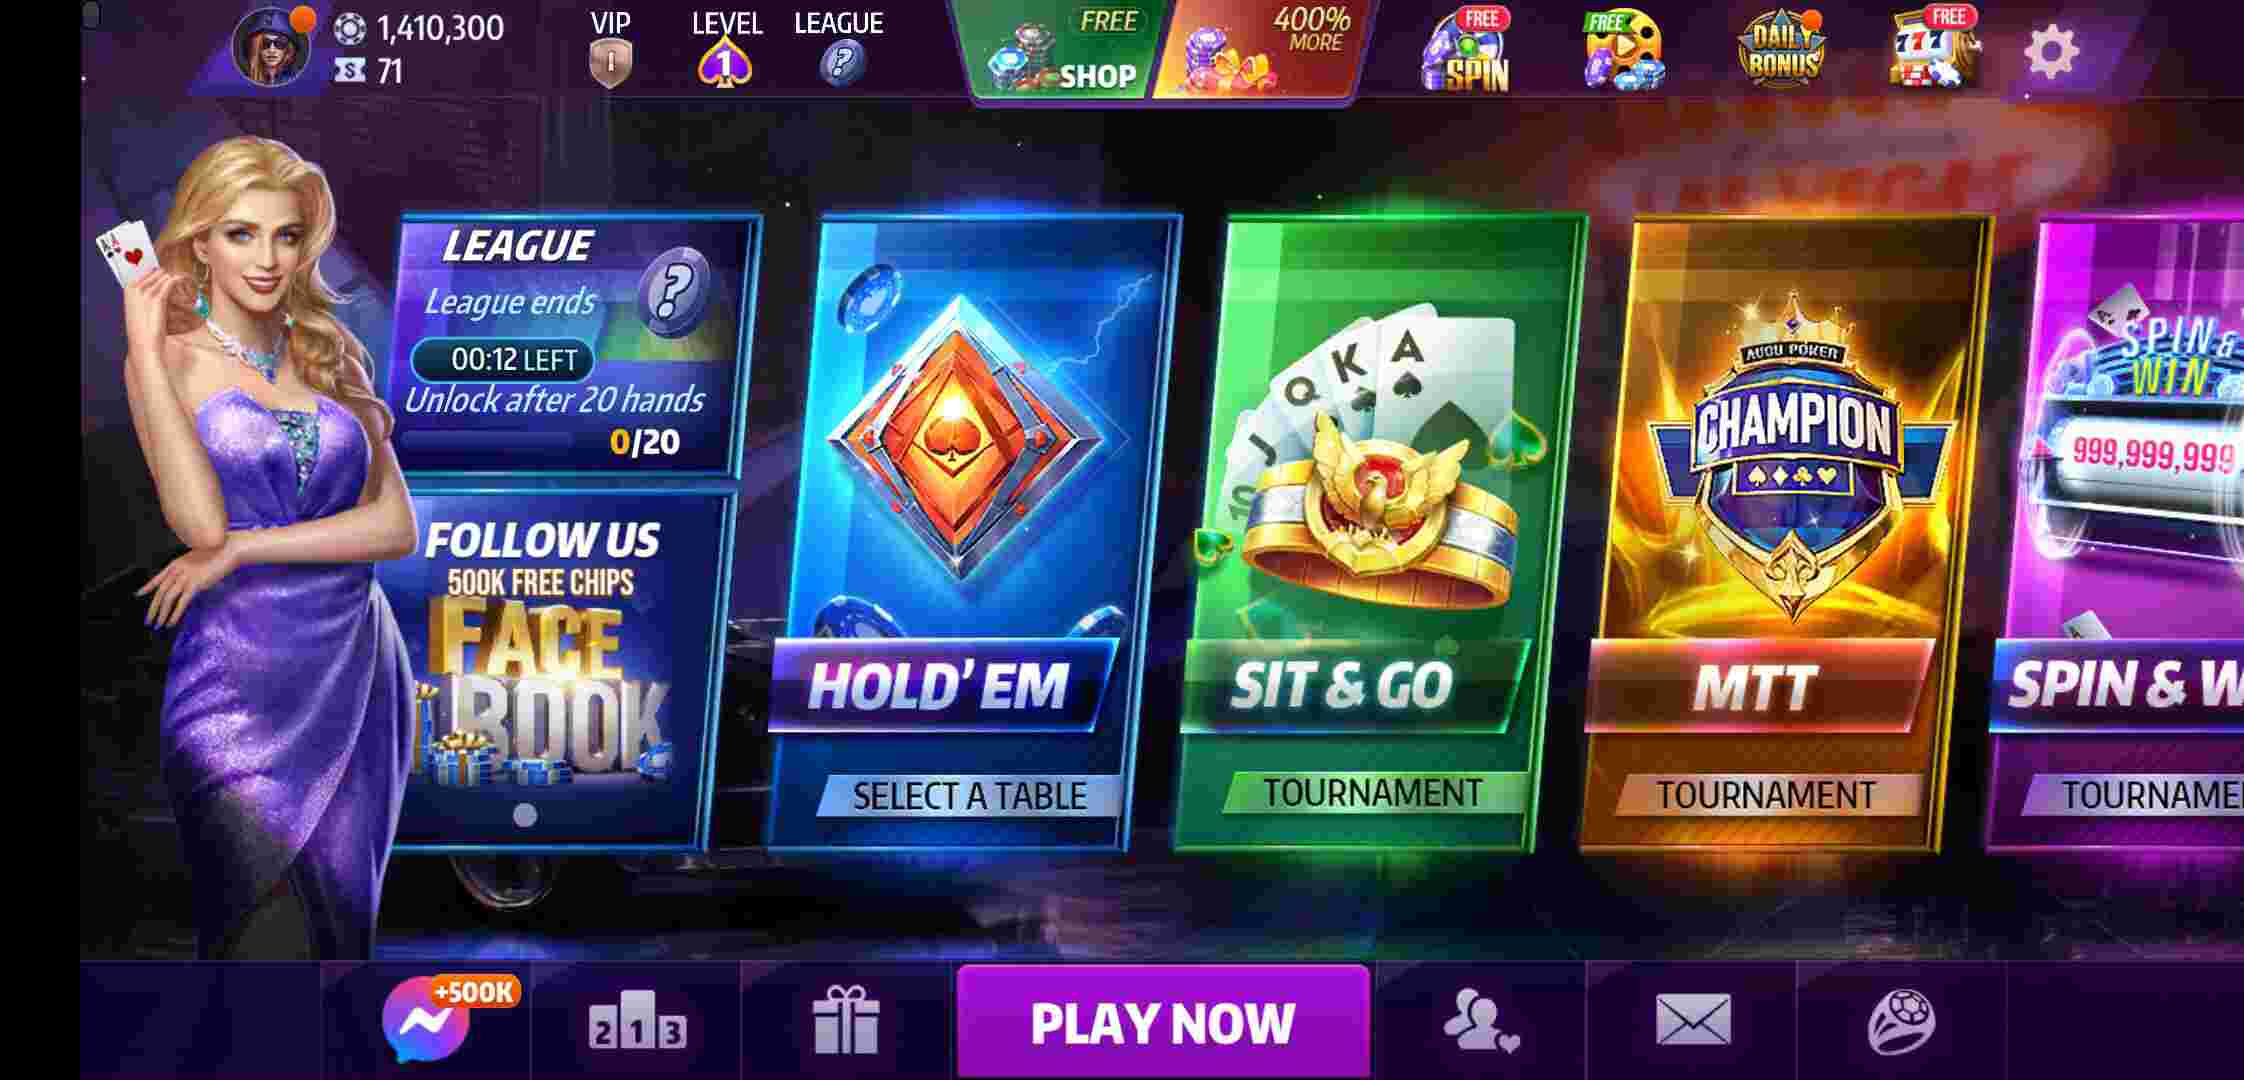 1,410,300
71
VIP
LEVEL
1
LEAGUE
FREE
SHOP
400%
MORE
FREE
SPIN
FREE
DAILY
BONUS
FREE
777
LEAGUE
League ends
00:12 LEFT
Unlock after 20 hands
0/20
FOLLOW US
500K FREE CHIPS
FACE
BOOK
HOLD'EM
SELECT A TABLE
10 J Q K A
SIT & GO
TOURNAMENT
CHAMPION
MTT
TOURNAMENT
SPIN &
WIN
999,999,999
SPIN & W
TOURNAME
+500K
2 1 3
PLAY NOW